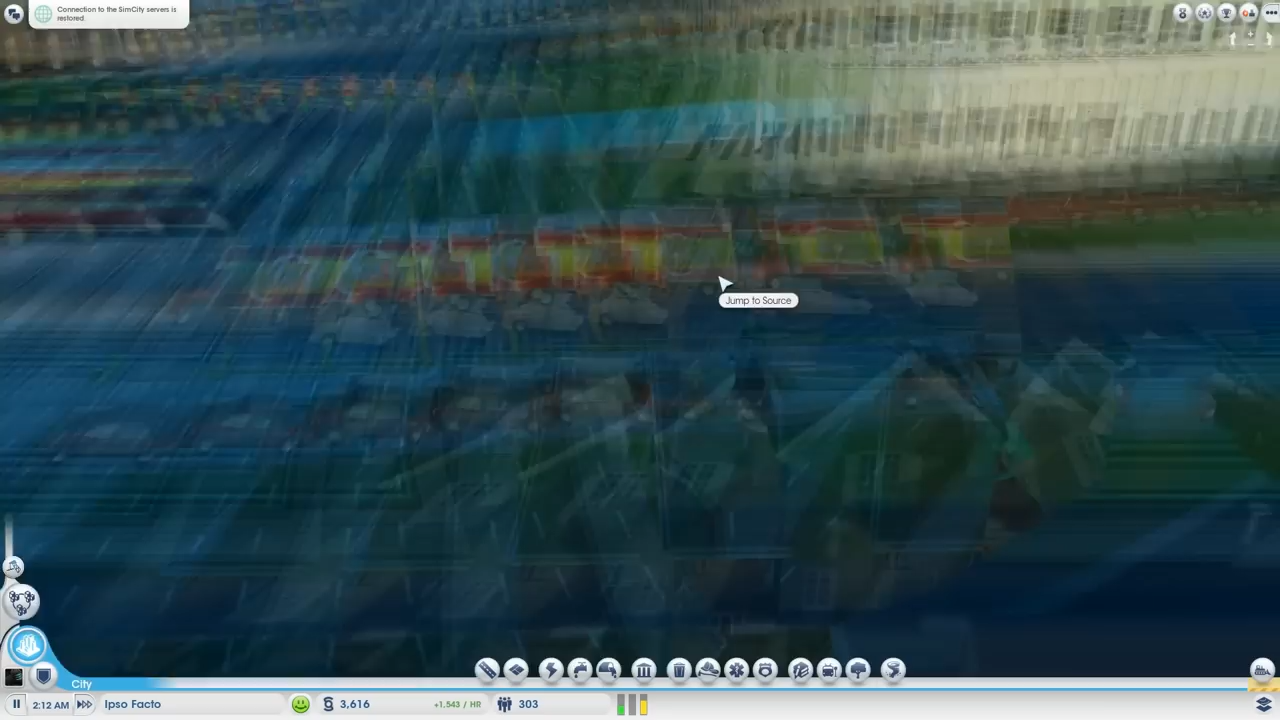 Connection to the SimCity servers is
restored.
Jump to Source
City
2:12 AM
Ipso Facto
3,616
+1,543 / HR
303